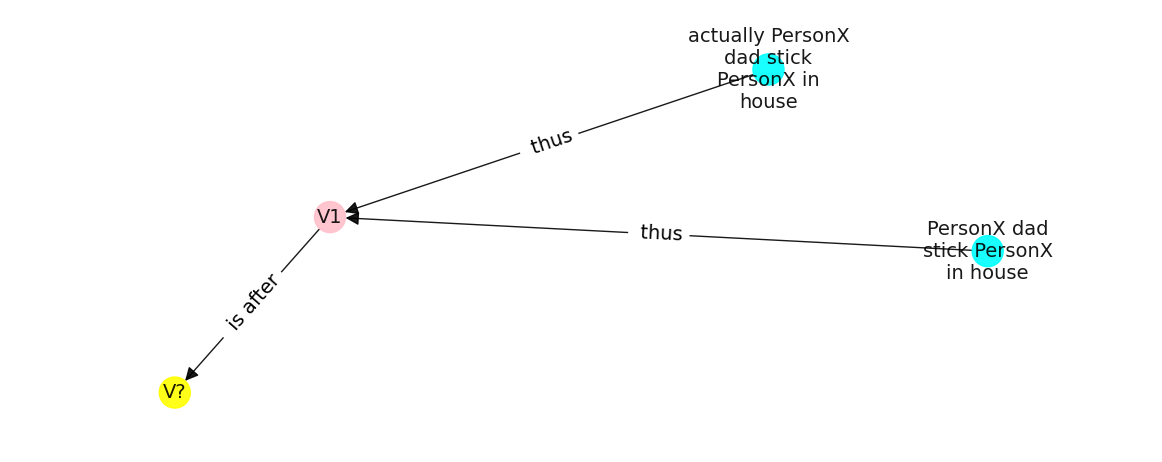 actually PersonX
dad stick
PersonX in
house
thus
V1
thus
PersonX dad
stick PersonX
in house
is after
V?